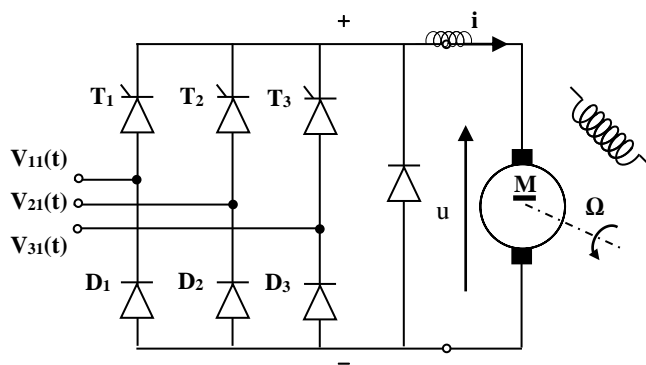 +
i
T1
T2
T3
V11(t)
V21(t)
V31(t)
u
M
Ω
D1
D2
D3
−